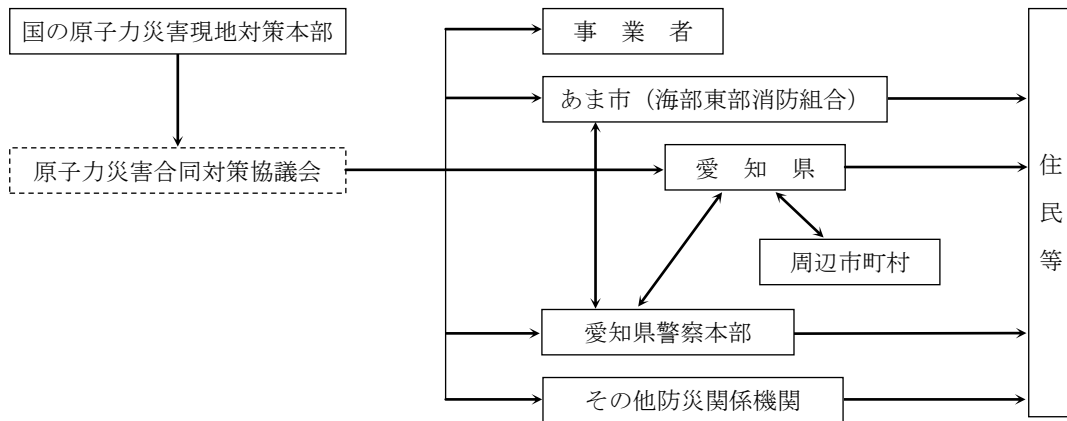 国の原子力災害現地対策本部
事　業　者
あま市（海部東部消防組合）
原子力災害合同対策協議会
愛　知　県
周辺市町村
愛知県警察本部
その他防災関係機関
住民等